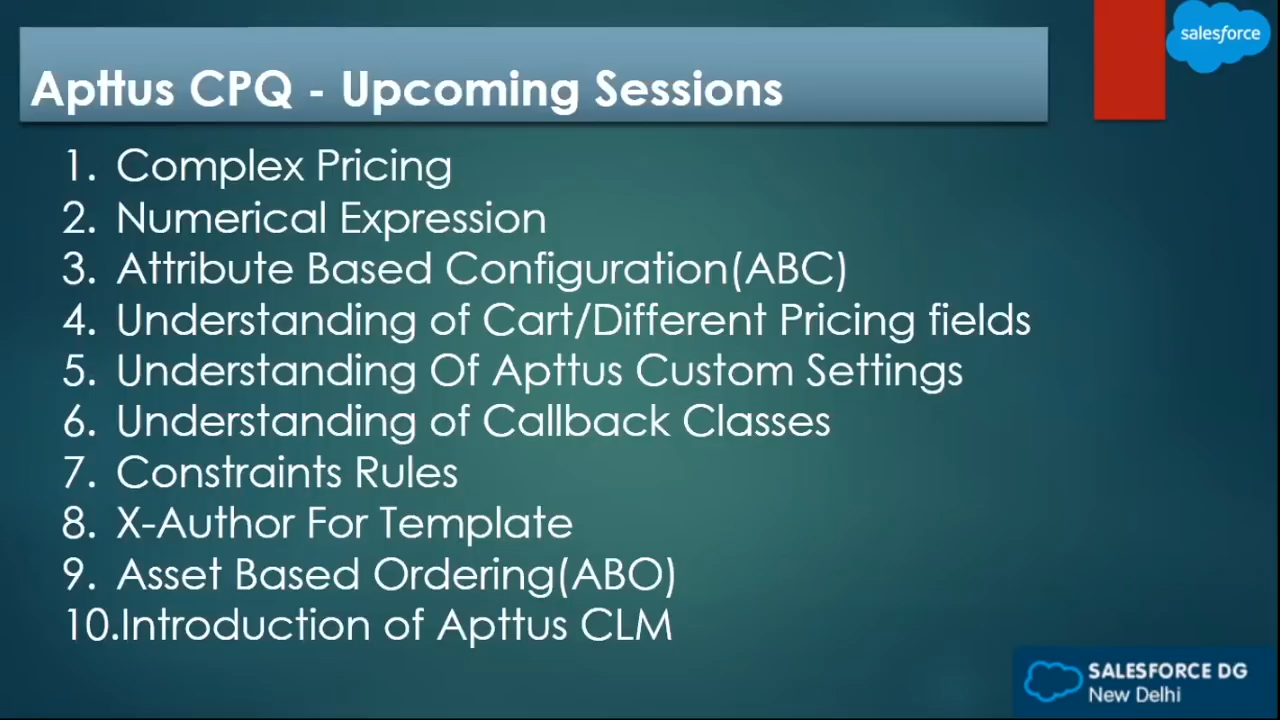 salesforce
Apttus CPQ - Upcoming Sessions
1. Complex Pricing
2. Numerical Expression
3. Attribute Based Configuration(ABC)
4. Understanding of Cart/Different Pricing fields
5. Understanding Of Apttus Custom Settings
6. Understanding of Callback Classes
7. Constraints Rules
8. X-Author For Template
9. Asset Based Ordering(ABO)
10.Introduction of Apttus CLM
SALESFORCE DG
New Delhi